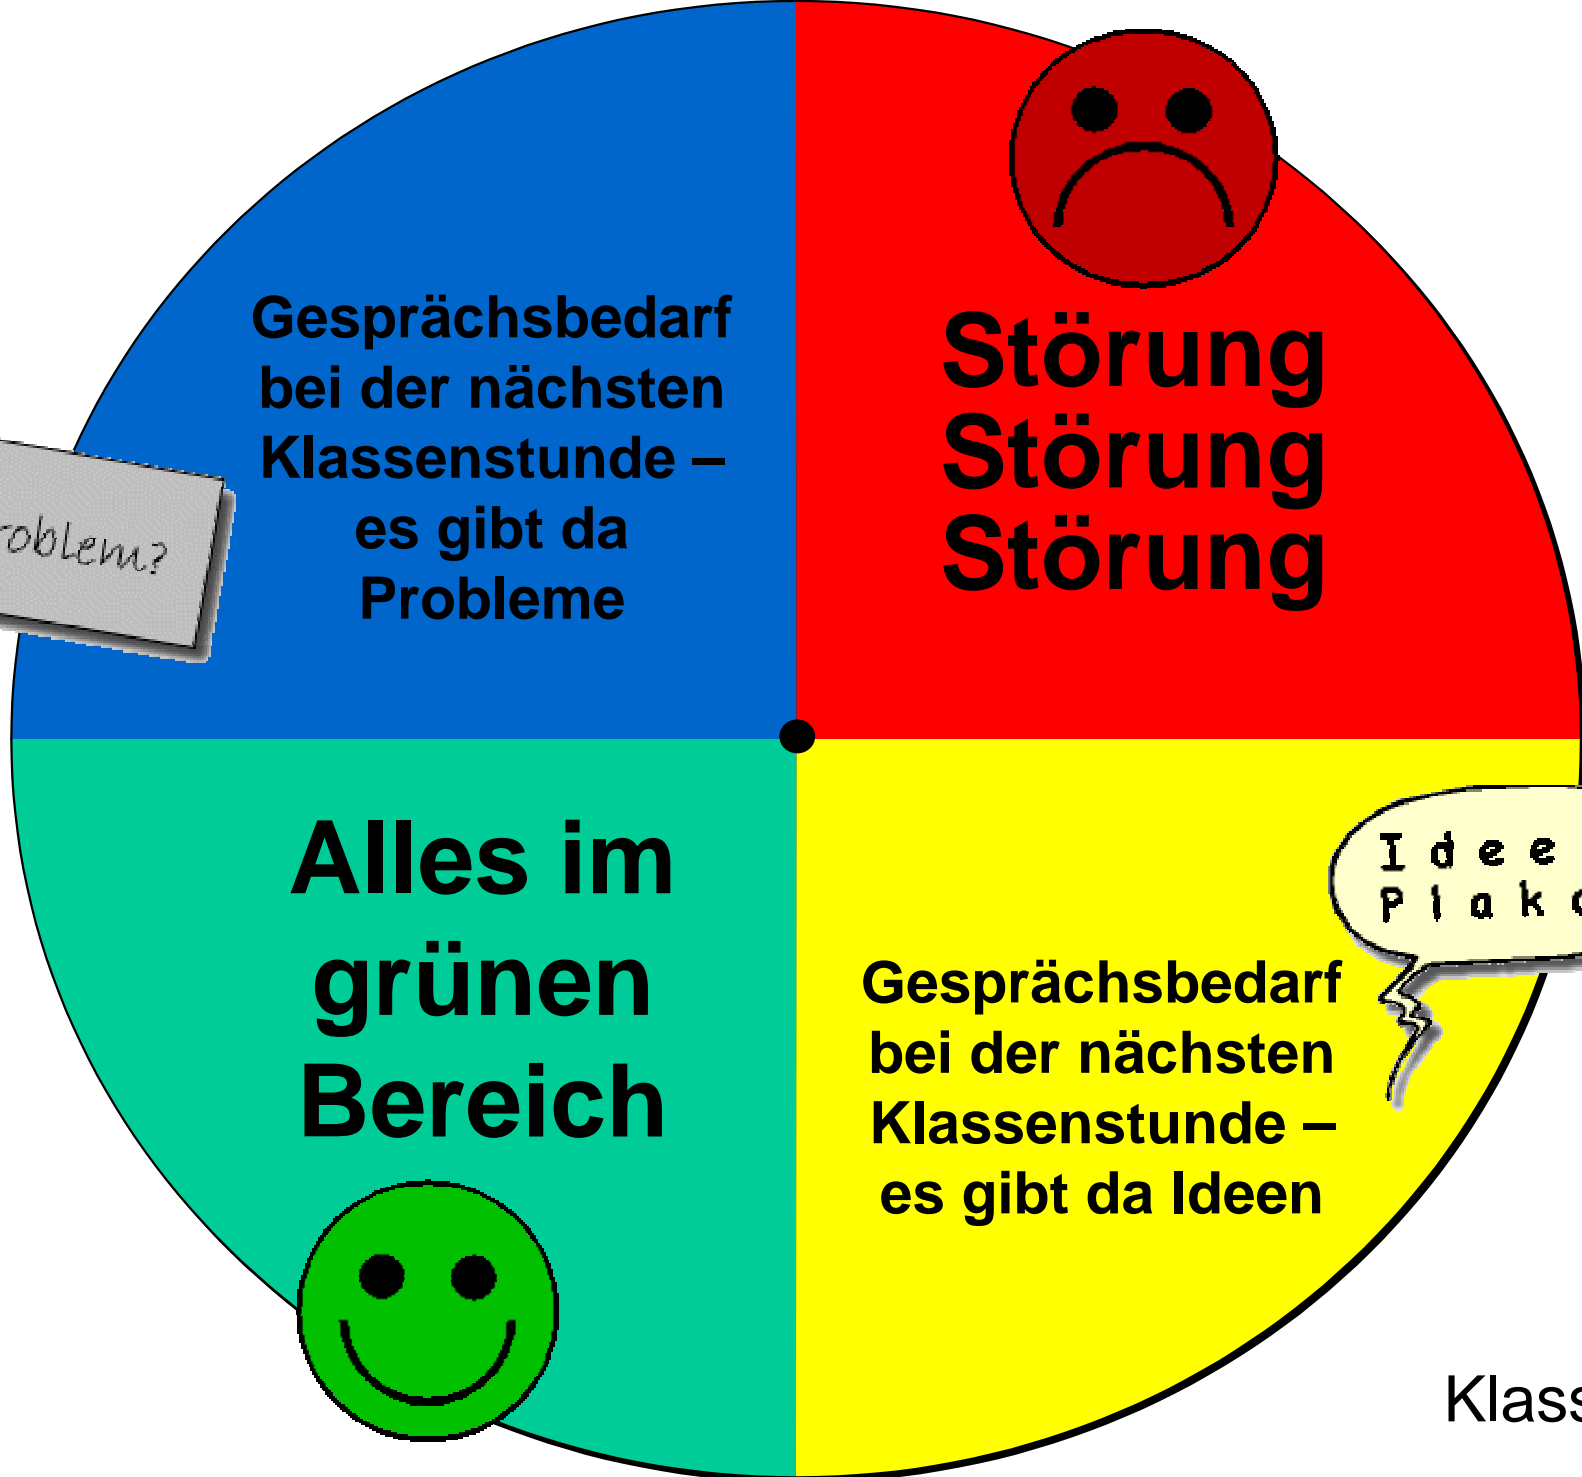 Gesprächsbedarf
bei der nächsten
Klassenstunde –
es gibt da
Probleme
roblem?
Störung
Störung
Störung
Alles im
grünen
Bereich
Gesprächsbedarf
bei der nächsten
Klassenstunde –
es gibt da Ideen
Idee
Plak
Klass